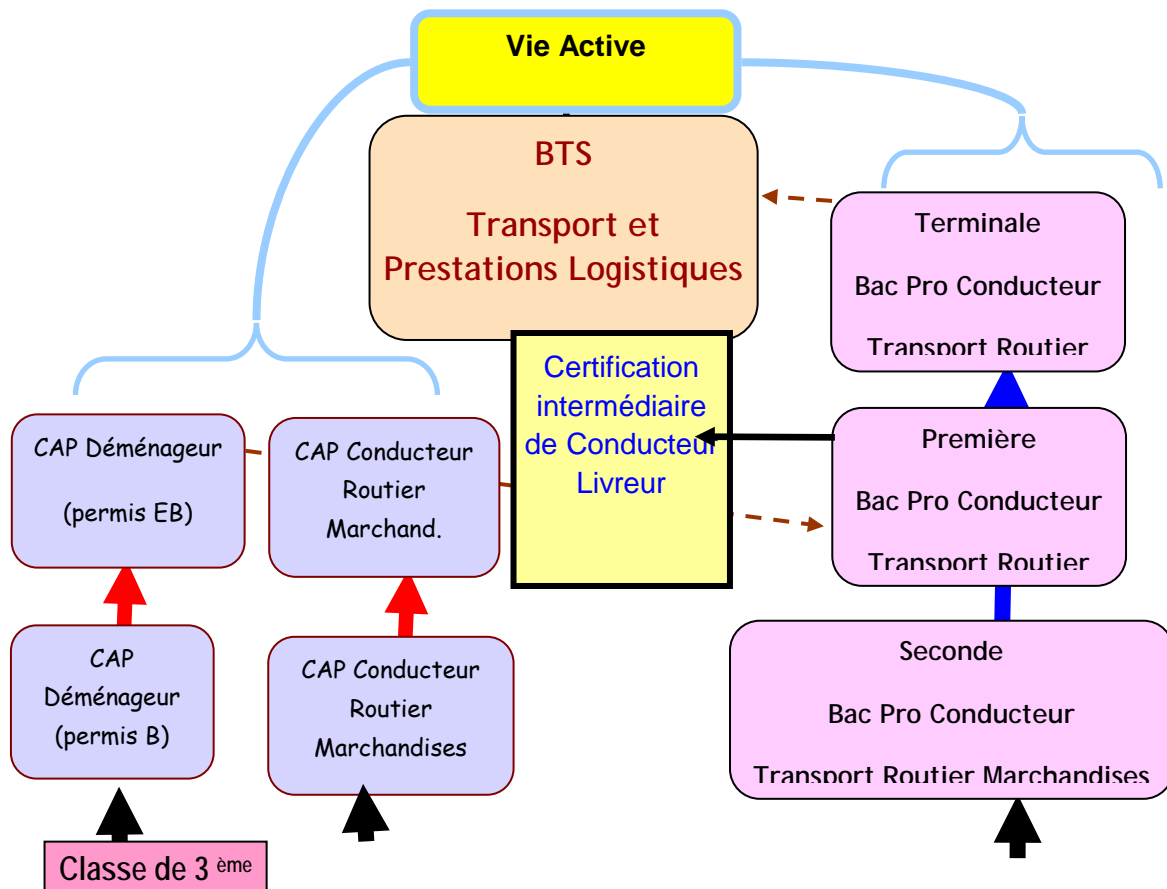 Vie Active
BTS
Transport et
Prestations Logistiques
Terminale
Bac Pro Conducteur
Transport Routier
Certification
intermédiaire
de Conducteur
Livreur
CAP Déménageur
(permis EB)
CAP Conducteur
Routier
Marchand.
Première
Bac Pro Conducteur
Transport Routier
CAP
Déménageur
(permis B)
CAP Conducteur
Routier
Marchandises
Seconde
Bac Pro Conducteur
Transport Routier Marchandises
Classe de 3 ème